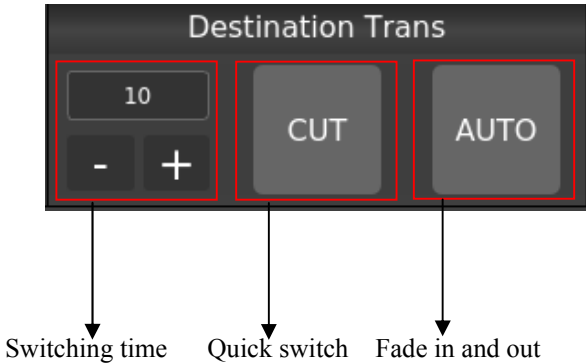 Destination Trans
10
CUT
AUTO
- +
Switching time Quick switch Fade in and out